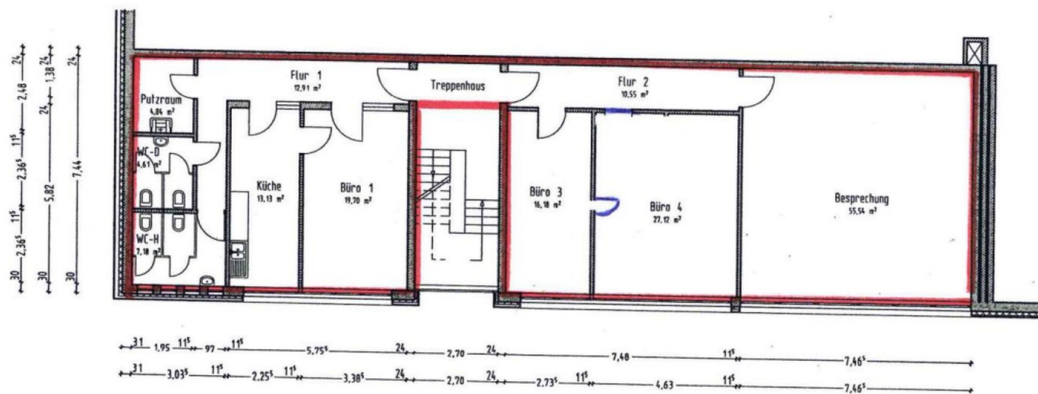 Flur 1
12,91 m²
Treppenhaus
Flur 2
10,55 m²
Putzraum
4,84 m²
WC-D
4,61 m²
Küche
13,13 m²
Büro 1
19,70 m²
Büro 3
16,18 m²
Büro 4
27,12 m²
Besprechung
55,54 m²
WC-H
7,18 m²
24 2,48 11⁵ 2,36⁵ 11⁵ 2,36⁵ 30
24 1,38 24 5,82 30
24 7,44 30
31 1,95 11⁵ 97 11⁵ 5,75⁵ 24 2,70 24 7,48 11⁵ 7,46⁵
31 3,03⁵ 11⁵ 2,25⁵ 11⁵ 3,38⁵ 24 2,70 24 2,73⁵ 11⁵ 4,63 11⁵ 7,46⁵